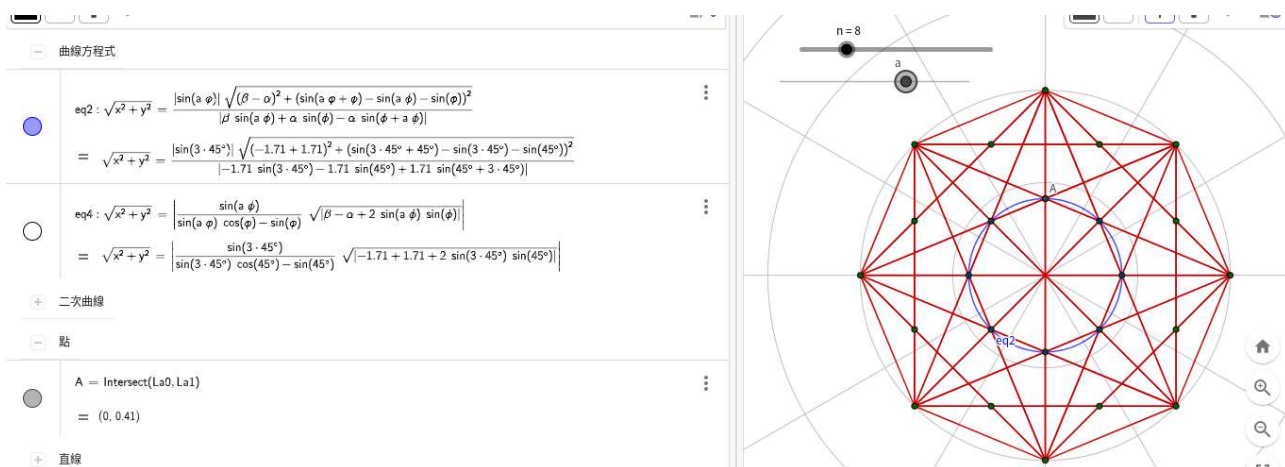 曲線方程式
eq2 : √(x² + y²) = |sin(a φ)| √((β − α)² + (sin(a φ + φ) − sin(a ϕ) − sin(φ))²) / |β sin(a ϕ) + α sin(ϕ) − α sin(ϕ + a ϕ)|
= √(x² + y²) = |sin(3 · 45°)| √((−1.71 + 1.71)² + (sin(3 · 45° + 45°) − sin(3 · 45°) − sin(45°))²) / |−1.71 sin(3 · 45°) − 1.71 sin(45°) + 1.71 sin(45° + 3 · 45°)|
eq4 : √(x² + y²) = |sin(a ϕ) / (sin(a φ) cos(φ) − sin(φ)) √|β − α + 2 sin(a ϕ) sin(ϕ)||
= √(x² + y²) = |sin(3 · 45°) / (sin(3 · 45°) cos(45°) − sin(45°)) √|−1.71 + 1.71 + 2 sin(3 · 45°) sin(45°)||
二次曲線
點
A = Intersect(La0, La1)
= (0, 0.41)
直線
n = 8
a
A
eq2